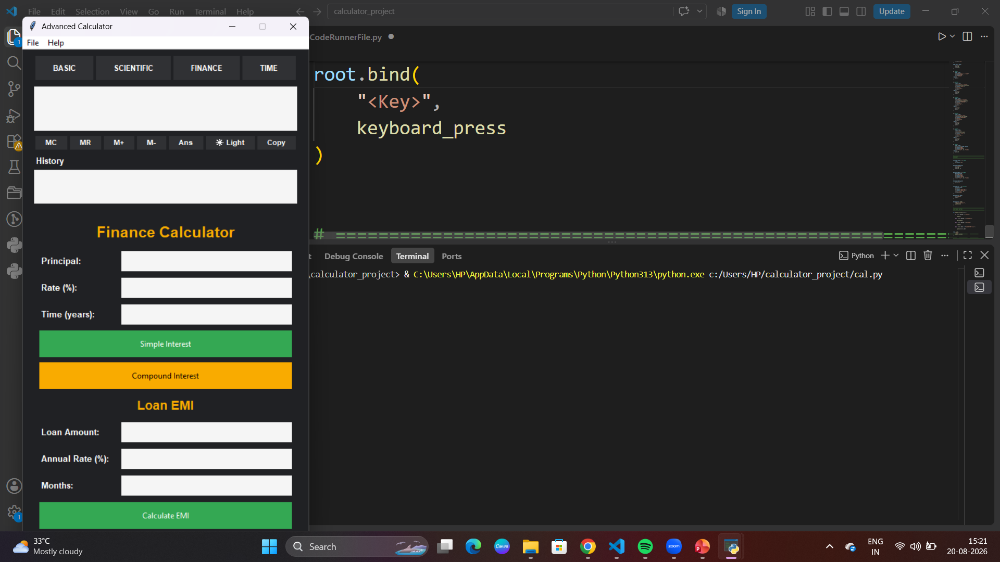 File Edit Selection View Go Run Terminal Help
calculator_project
Sign In
Update
Advanced Calculator
File Help
BASIC SCIENTIFIC FINANCE TIME
MC MR M+ M- Ans ☀ Light Copy
History
Finance Calculator
Principal:
Rate (%):
Time (years):
Simple Interest
Compound Interest
Loan EMI
Loan Amount:
Annual Rate (%):
Months:
Calculate EMI
1
1
CodeRunnerFile.py
root.bind(
"<Key>",
keyboard_press
)
# =========================================================
t Debug Console Terminal Ports
Python
\calculator_project> & C:\Users\HP\AppData\Local\Programs\Python\Python313\python.exe c:/Users/HP/calculator_project/cal.py
33°C
Mostly cloudy
Search
Canva
zoom
P
ENG
IN
15:21
20-08-2026